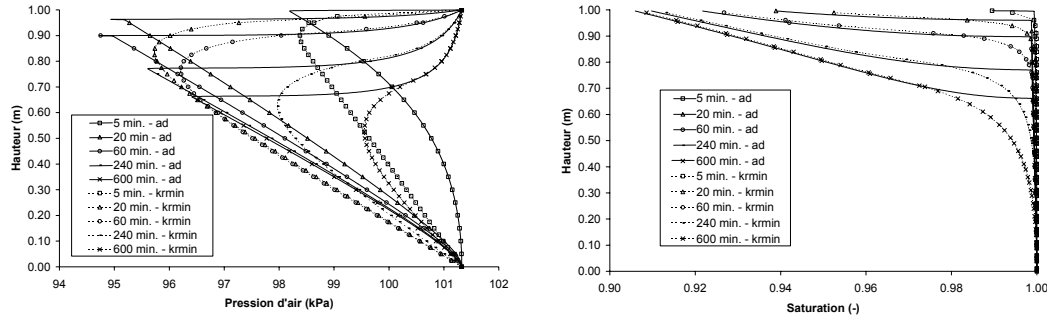 1.00
0.90
0.80
0.70
0.60
0.50
0.40
0.30
0.20
0.10
0.00
Hauteur (m)
5 min. - ad
20 min - ad
60 min. - ad
240 min. - ad
600 min. - ad
5 min. - krmin
20 min. - krmin
60 min. - krmin
240 min. - krmin
600 min. - krmin
94 95 96 97 98 99 100 101 102
Pression d'air (kPa)
1.00
0.90
0.80
0.70
0.60
0.50
0.40
0.30
0.20
0.10
0.00
Hauteur (m)
5 min. - ad
20 min. - ad
60 min. - ad
240 min. - ad
600 min. - ad
5 min. - krmin
20 min. - krmin
60 min. - krmin
240 min. - krmin
600 min. - krmin
0.90 0.92 0.94 0.96 0.98 1.00
Saturation (-)